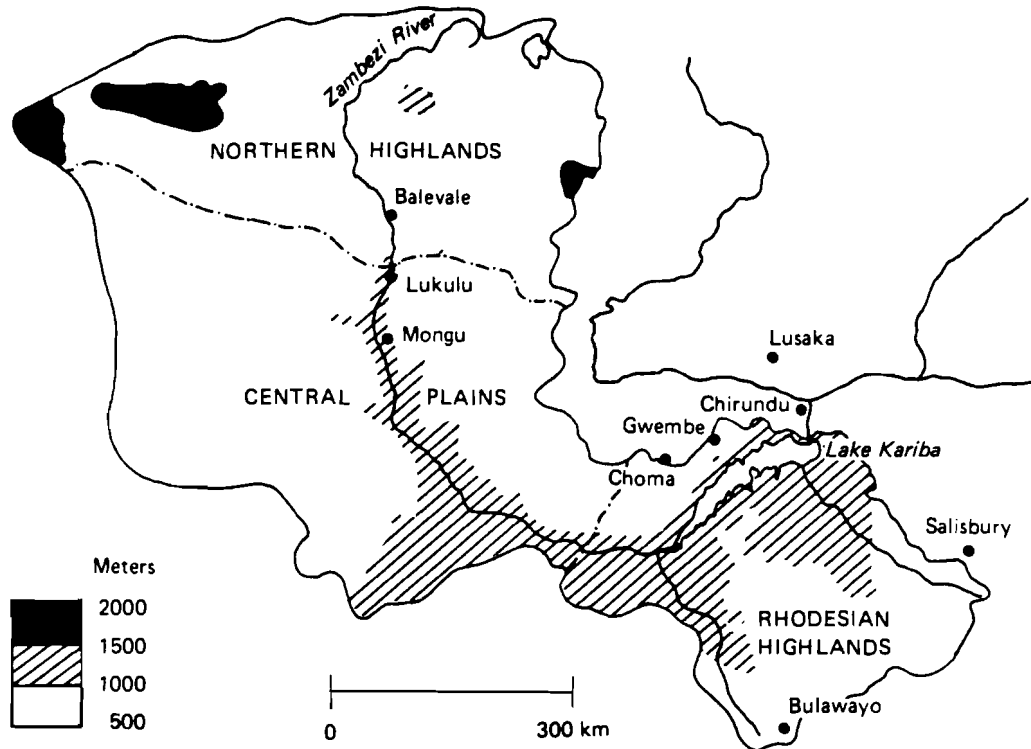 Zambezi River
NORTHERN HIGHLANDS
Balevale
Lukulu
Mongu
Lusaka
CENTRAL PLAINS
Chirundu
Gwembe
Lake Kariba
Choma
Salisbury
Meters
2000
1500
1000
500
RHODESIAN
HIGHLANDS
0 300 km
Bulawayo